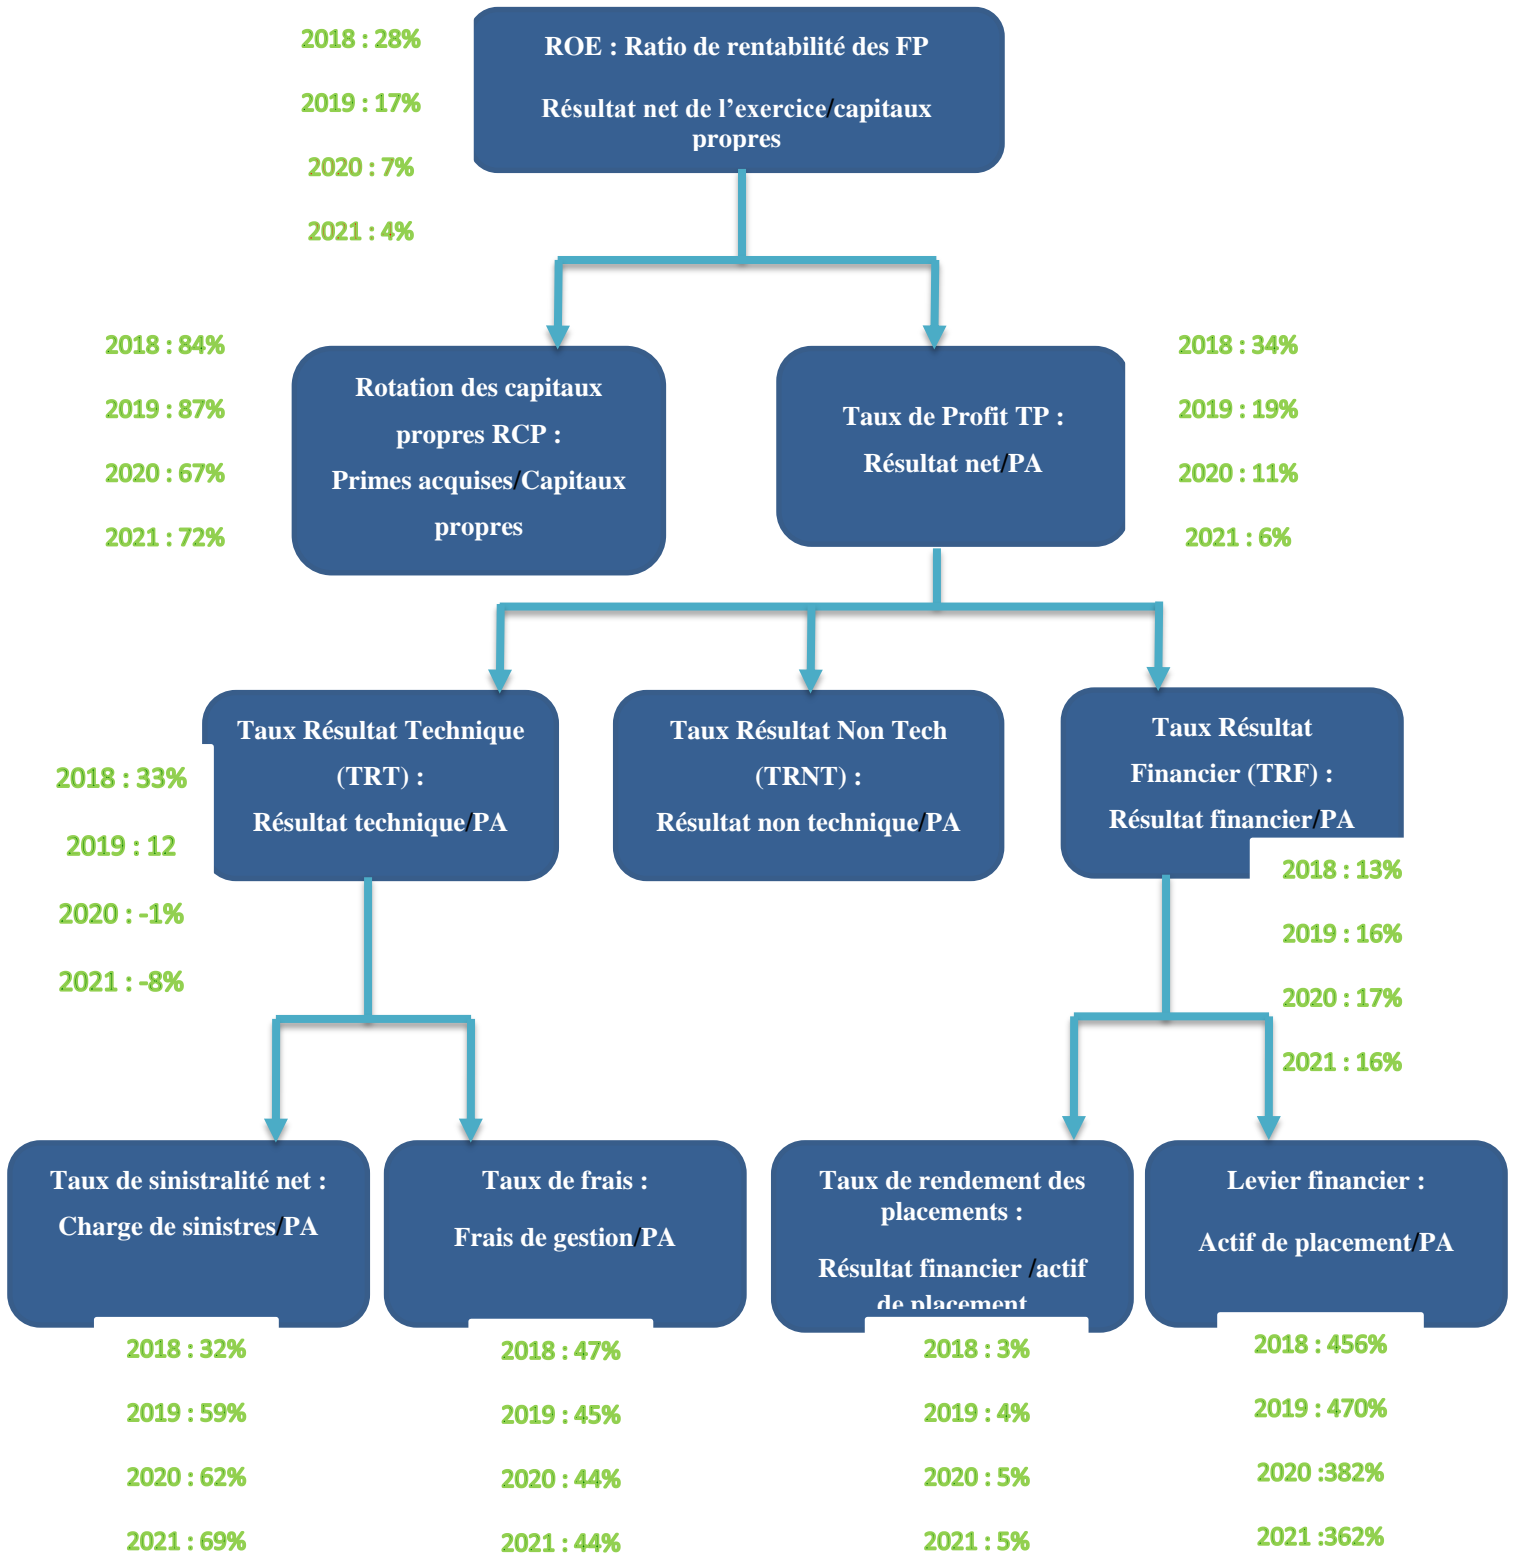 2018 : 28%
2019 : 17%
2020 : 7%
2021 : 4%
ROE : Ratio de rentabilité des FP
Résultat net de l’exercice/capitaux
propres
2018 : 84%
2019 : 87%
2020 : 67%
2021 : 72%
Rotation des capitaux
propres RCP :
Primes acquises/Capitaux
propres
Taux de Profit TP :
Résultat net/PA
2018 : 34%
2019 : 19%
2020 : 11%
2021 : 6%
Taux Résultat Technique
(TRT) :
Résultat technique/PA
2018 : 33%
2019 : 12
2020 : -1%
2021 : -8%
Taux Résultat Non Tech
(TRNT) :
Résultat non technique/PA
Taux Résultat
Financier (TRF) :
Résultat financier/PA
2018 : 13%
2019 : 16%
2020 : 17%
2021 : 16%
Taux de sinistralité net :
Charge de sinistres/PA
2018 : 32%
2019 : 59%
2020 : 62%
2021 : 69%
Taux de frais :
Frais de gestion/PA
2018 : 47%
2019 : 45%
2020 : 44%
2021 : 44%
Taux de rendement des
placements :
Résultat financier /actif
de placement
2018 : 3%
2019 : 4%
2020 : 5%
2021 : 5%
Levier financier :
Actif de placement/PA
2018 : 456%
2019 : 470%
2020 :382%
2021 :362%